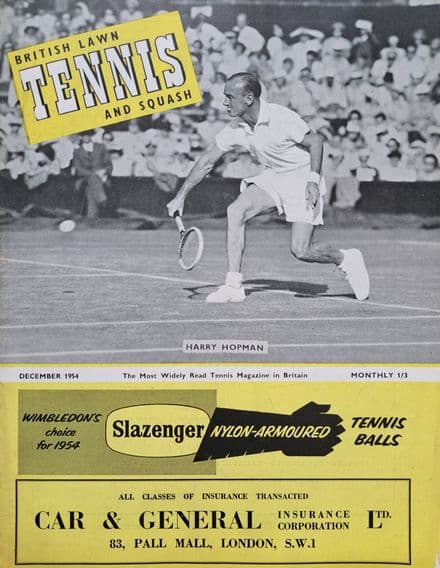 BRITISH LAWN
TENNIS
AND SQUASH
HARRY HOPMAN
DECEMBER 1954 The Most Widely Read Tennis Magazine in Britain MONTHLY 1/3
WIMBLEDON'S
choice
for 1954
Slazenger
NYLON-ARMOURED
TENNIS
BALLS
ALL CLASSES OF INSURANCE TRANSACTED
CAR & GENERAL INSURANCE CORPORATION LTD.
83, PALL MALL, LONDON, S.W.1